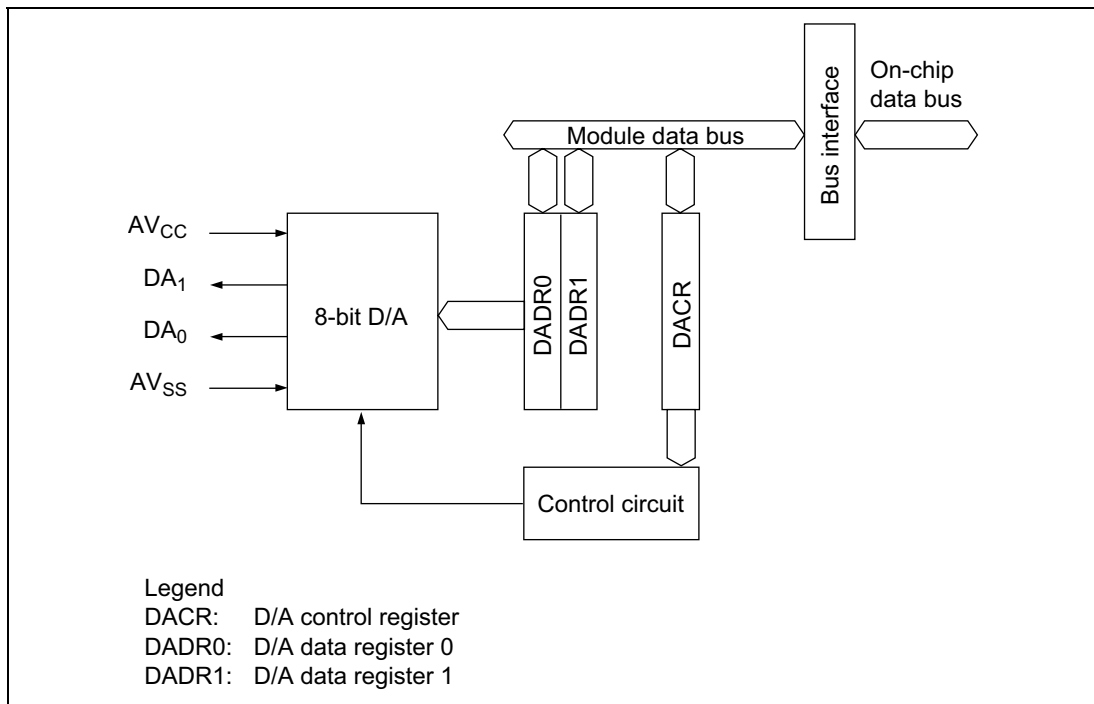 On-chip
data bus
Bus interface
Module data bus
AVCC
DA1
DA0
AVSS
8-bit D/A
DADR0
DADR1
DACR
Control circuit
Legend
DACR: D/A control register
DADR0: D/A data register 0
DADR1: D/A data register 1